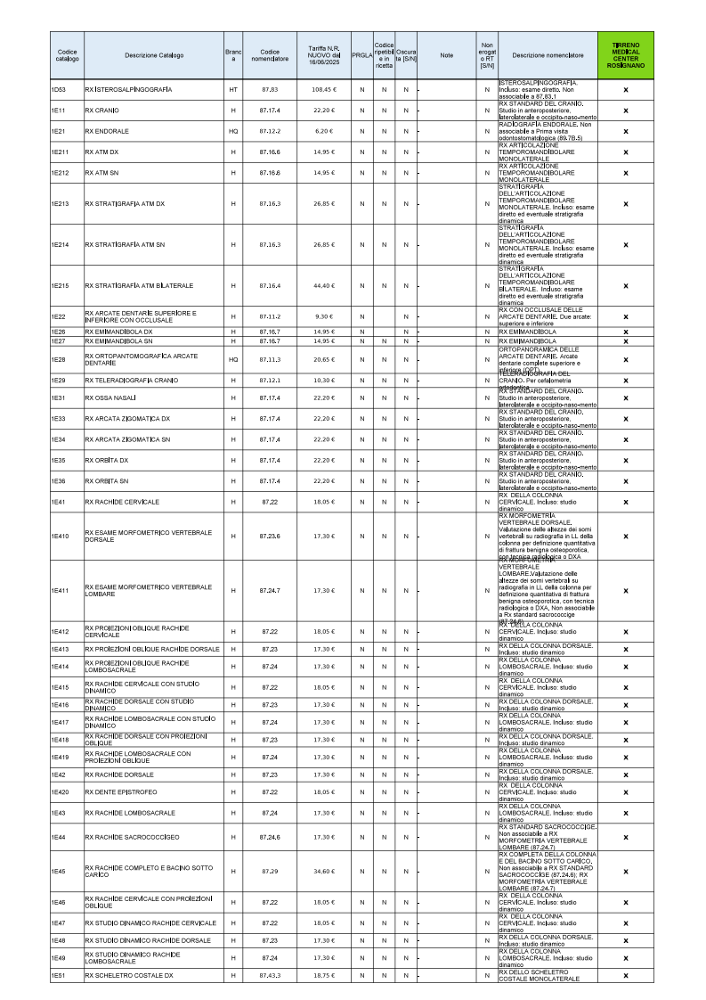 Codice catalogo | Descrizione Catalogo | Branc a | Codice nomenclatore | Tariffa N.R. NUOVO dal 16/06/2025 | PRGLA | Codice ripetibil e in ricetta | Oscura ta [S/N] | Note | Non erogat o RT [S/N] | Descrizione nomenclatore | TIRRENO MEDICAL CENTER ROSIGNANO
1D53 | RX ISTEROSALPINGOGRAFIA | HT | 87.83 | 108,45 € | N | N | N | - | N | ISTEROSALPINGOGRAFIA. Incluso: esame diretto. Non associabile a 87.83.1 | X
1E11 | RX CRANIO | H | 87.17.4 | 22,20 € | N | N | N | - | N | RX STANDARD DEL CRANIO. Studio in anteroposteriore, laterolaterale e occipito-naso-mento | X
1E21 | RX ENDORALE | HQ | 87.12.2 | 6,20 € | N | N | N | - | N | RADIOGRAFIA ENDORALE. Non associabile a Prima visita odontostomatologica (89.7B.5) | X
1E211 | RX ATM DX | H | 87.16.6 | 14,95 € | N | N | N | - | N | RX ARTICOLAZIONE TEMPOROMANDIBOLARE MONOLATERALE | X
1E212 | RX ATM SN | H | 87.16.6 | 14,95 € | N | N | N | - | N | RX ARTICOLAZIONE TEMPOROMANDIBOLARE MONOLATERALE | X
1E213 | RX STRATIGRAFIA ATM DX | H | 87.16.3 | 26,85 € | N | N | N | - | N | STRATIGRAFIA DELL'ARTICOLAZIONE TEMPOROMANDIBOLARE MONOLATERALE. Incluso: esame diretto ed eventuale stratigrafia dinamica | X
1E214 | RX STRATIGRAFIA ATM SN | H | 87.16.3 | 26,85 € | N | N | N | - | N | STRATIGRAFIA DELL'ARTICOLAZIONE TEMPOROMANDIBOLARE MONOLATERALE. Incluso: esame diretto ed eventuale stratigrafia dinamica | X
1E215 | RX STRATIGRAFIA ATM BILATERALE | H | 87.16.4 | 44,40 € | N | N | N | - | N | STRATIGRAFIA DELL'ARTICOLAZIONE TEMPOROMANDIBOLARE BILATERALE. Incluso: esame diretto ed eventuale stratigrafia dinamica | X
1E22 | RX ARCATE DENTARIE SUPERIORE E INFERIORE CON OCCLUSALE | H | 87.11.2 | 9,30 € | N | | N | - | N | RX CON OCCLUSALE DELLE ARCATE DENTARIE. Due arcate: superiore e inferiore | X
1E26 | RX EMIMANDIBOLA DX | H | 87.16.7 | 14,95 € | N | | N | - | N | RX EMIMANDIBOLA | X
1E27 | RX EMIMANDIBOLA SN | H | 87.16.7 | 14,95 € | N | N | N | - | N | RX EMIMANDIBOLA | X
1E28 | RX ORTOPANTOMOGRAFICA ARCATE DENTARIE | HQ | 87.11.3 | 20,65 € | N | N | N | - | N | ORTOPANORAMICA DELLE ARCATE DENTARIE. Arcate dentarie complete superiore e inferiore (OPT) | X
1E29 | RX TELERADIOGRAFIA CRANIO | H | 87.12.1 | 10,30 € | N | N | N | - | N | TELERADIOGRAFIA DEL CRANIO. Per cefalometria ortodontica | X
1E31 | RX OSSA NASALI | H | 87.17.4 | 22,20 € | N | N | N | - | N | RX STANDARD DEL CRANIO. Studio in anteroposteriore, laterolaterale e occipito-naso-mento | X
1E33 | RX ARCATA ZIGOMATICA DX | H | 87.17.4 | 22,20 € | N | N | N | - | N | RX STANDARD DEL CRANIO. Studio in anteroposteriore, laterolaterale e occipito-naso-mento | X
1E34 | RX ARCATA ZIGOMATICA SN | H | 87.17.4 | 22,20 € | N | N | N | - | N | RX STANDARD DEL CRANIO. Studio in anteroposteriore, laterolaterale e occipito-naso-mento | X
1E35 | RX ORBITA DX | H | 87.17.4 | 22,20 € | N | N | N | - | N | RX STANDARD DEL CRANIO. Studio in anteroposteriore, laterolaterale e occipito-naso-mento | X
1E36 | RX ORBITA SN | H | 87.17.4 | 22,20 € | N | N | N | - | N | RX STANDARD DEL CRANIO. Studio in anteroposteriore, laterolaterale e occipito-naso-mento | X
1E41 | RX RACHIDE CERVICALE | H | 87.22 | 18,05 € | N | N | N | - | N | RX DELLA COLONNA CERVICALE. Incluso: studio dinamico | X
1E410 | RX ESAME MORFOMETRICO VERTEBRALE DORSALE | H | 87.23.6 | 17,30 € | N | N | N | - | N | RX MORFOMETRIA VERTEBRALE DORSALE. Valutazione delle altezze dei somi vertebrali su radiografia in LL della colonna per definizione quantitativa di frattura benigna osteoporotica, con tecnica radiologica o DXA | X
1E411 | RX ESAME MORFOMETRICO VERTEBRALE LOMBARE | H | 87.24.7 | 17,30 € | N | N | N | - | N | RX MORFOMETRIA VERTEBRALE LOMBARE.Valutazione delle altezze dei somi vertebrali su radiografia in LL della colonna per definizione quantitativa di frattura benigna osteoporotica, con tecnica radiologica o DXA. Non associabile a Rx standard sacrococcige (87.24.6) | X
1E412 | RX PROIEZIONI OBLIQUE RACHIDE CERVICALE | H | 87.22 | 18,05 € | N | N | N | - | N | RX DELLA COLONNA CERVICALE. Incluso: studio dinamico | X
1E413 | RX PROIEZIONI OBLIQUE RACHIDE DORSALE | H | 87.23 | 17,30 € | N | N | N | - | N | RX DELLA COLONNA DORSALE. Incluso: studio dinamico | X
1E414 | RX PROIEZIONI OBLIQUE RACHIDE LOMBOSACRALE | H | 87.24 | 17,30 € | N | N | N | - | N | RX DELLA COLONNA LOMBOSACRALE. Incluso: studio dinamico | X
1E415 | RX RACHIDE CERVICALE CON STUDIO DINAMICO | H | 87.22 | 18,05 € | N | N | N | - | N | RX DELLA COLONNA CERVICALE. Incluso: studio dinamico | X
1E416 | RX RACHIDE DORSALE CON STUDIO DINAMICO | H | 87.23 | 17,30 € | N | N | N | - | N | RX DELLA COLONNA DORSALE. Incluso: studio dinamico | X
1E417 | RX RACHIDE LOMBOSACRALE CON STUDIO DINAMICO | H | 87.24 | 17,30 € | N | N | N | - | N | RX DELLA COLONNA LOMBOSACRALE. Incluso: studio dinamico | X
1E418 | RX RACHIDE DORSALE CON PROIEZIONI OBLIQUE | H | 87.23 | 17,30 € | N | N | N | - | N | RX DELLA COLONNA DORSALE. Incluso: studio dinamico | X
1E419 | RX RACHIDE LOMBOSACRALE CON PROIEZIONI OBLIQUE | H | 87.24 | 17,30 € | N | N | N | - | N | RX DELLA COLONNA LOMBOSACRALE. Incluso: studio dinamico | X
1E42 | RX RACHIDE DORSALE | H | 87.23 | 17,30 € | N | N | N | - | N | RX DELLA COLONNA DORSALE. Incluso: studio dinamico | X
1E420 | RX DENTE EPISTROFEO | H | 87.22 | 18,05 € | N | N | N | - | N | RX DELLA COLONNA CERVICALE. Incluso: studio dinamico | X
1E43 | RX RACHIDE LOMBOSACRALE | H | 87.24 | 17,30 € | N | N | N | - | N | RX DELLA COLONNA LOMBOSACRALE. Incluso: studio dinamico | X
1E44 | RX RACHIDE SACROCOCCIGEO | H | 87.24.6 | 17,30 € | N | N | N | - | N | RX STANDARD SACROCOCCIGE. Non associabile a RX MORFOMETRIA VERTEBRALE LOMBARE (87.24.7) | X
1E45 | RX RACHIDE COMPLETO E BACINO SOTTO CARICO | H | 87.29 | 34,60 € | N | N | N | - | N | RX COMPLETA DELLA COLONNA E DEL BACINO SOTTO CARICO. Non associabile a RX STANDARD SACROCOCCIGE (87.24.6); RX MORFOMETRIA VERTEBRALE LOMBARE (87.24.7) | X
1E46 | RX RACHIDE CERVICALE CON PROIEZIONI OBLIQUE | H | 87.22 | 18,05 € | N | N | N | - | N | RX DELLA COLONNA CERVICALE. Incluso: studio dinamico | X
1E47 | RX STUDIO DINAMICO RACHIDE CERVICALE | H | 87.22 | 18,05 € | N | N | N | - | N | RX DELLA COLONNA CERVICALE. Incluso: studio dinamico | X
1E48 | RX STUDIO DINAMICO RACHIDE DORSALE | H | 87.23 | 17,30 € | N | N | N | - | N | RX DELLA COLONNA DORSALE. Incluso: studio dinamico | X
1E49 | RX STUDIO DINAMICO RACHIDE LOMBOSACRALE | H | 87.24 | 17,30 € | N | N | N | - | N | RX DELLA COLONNA LOMBOSACRALE. Incluso: studio dinamico | X
1E51 | RX SCHELETRO COSTALE DX | H | 87.43.3 | 18,75 € | N | N | N | - | N | RX DELLO SCHELETRO COSTALE MONOLATERALE | X